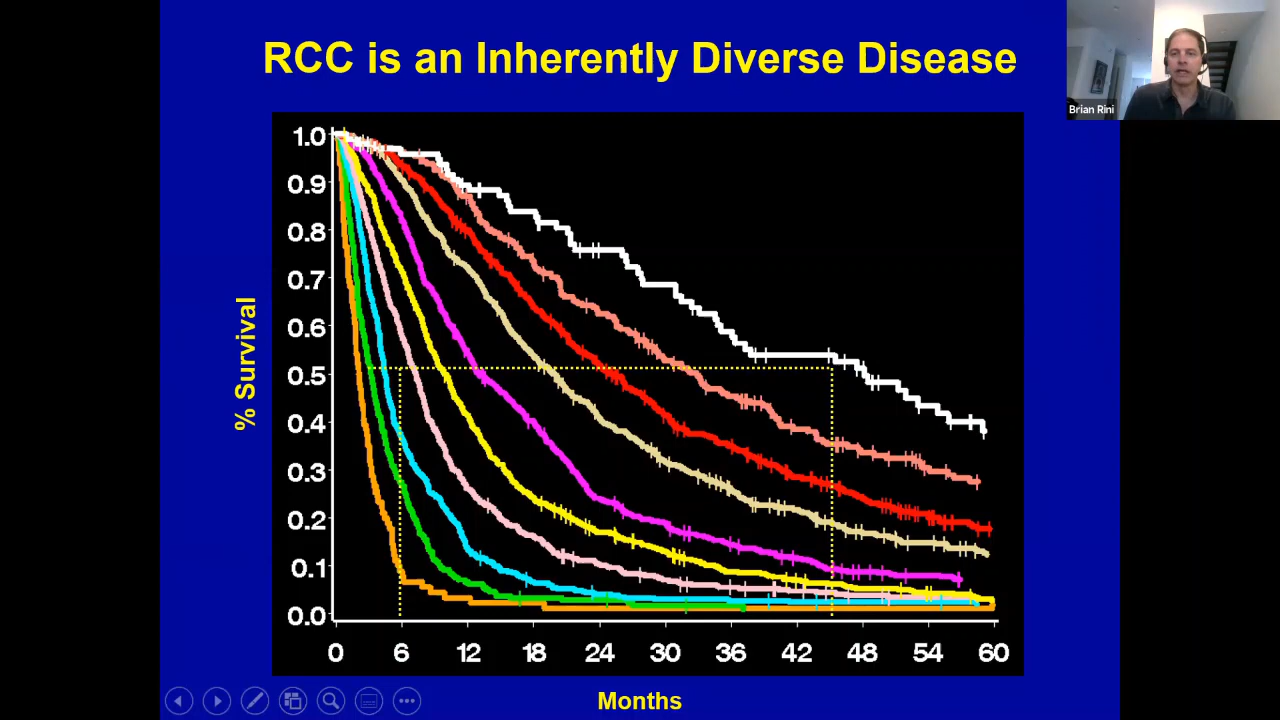 RCC is an Inherently Diverse Disease
Brian Rini
% Survival
1.0
0.9
0.8
0.7
0.6
0.5
0.4
0.3
0.2
0.1
0.0
0 6 12 18 24 30 36 42 48 54 60
Months